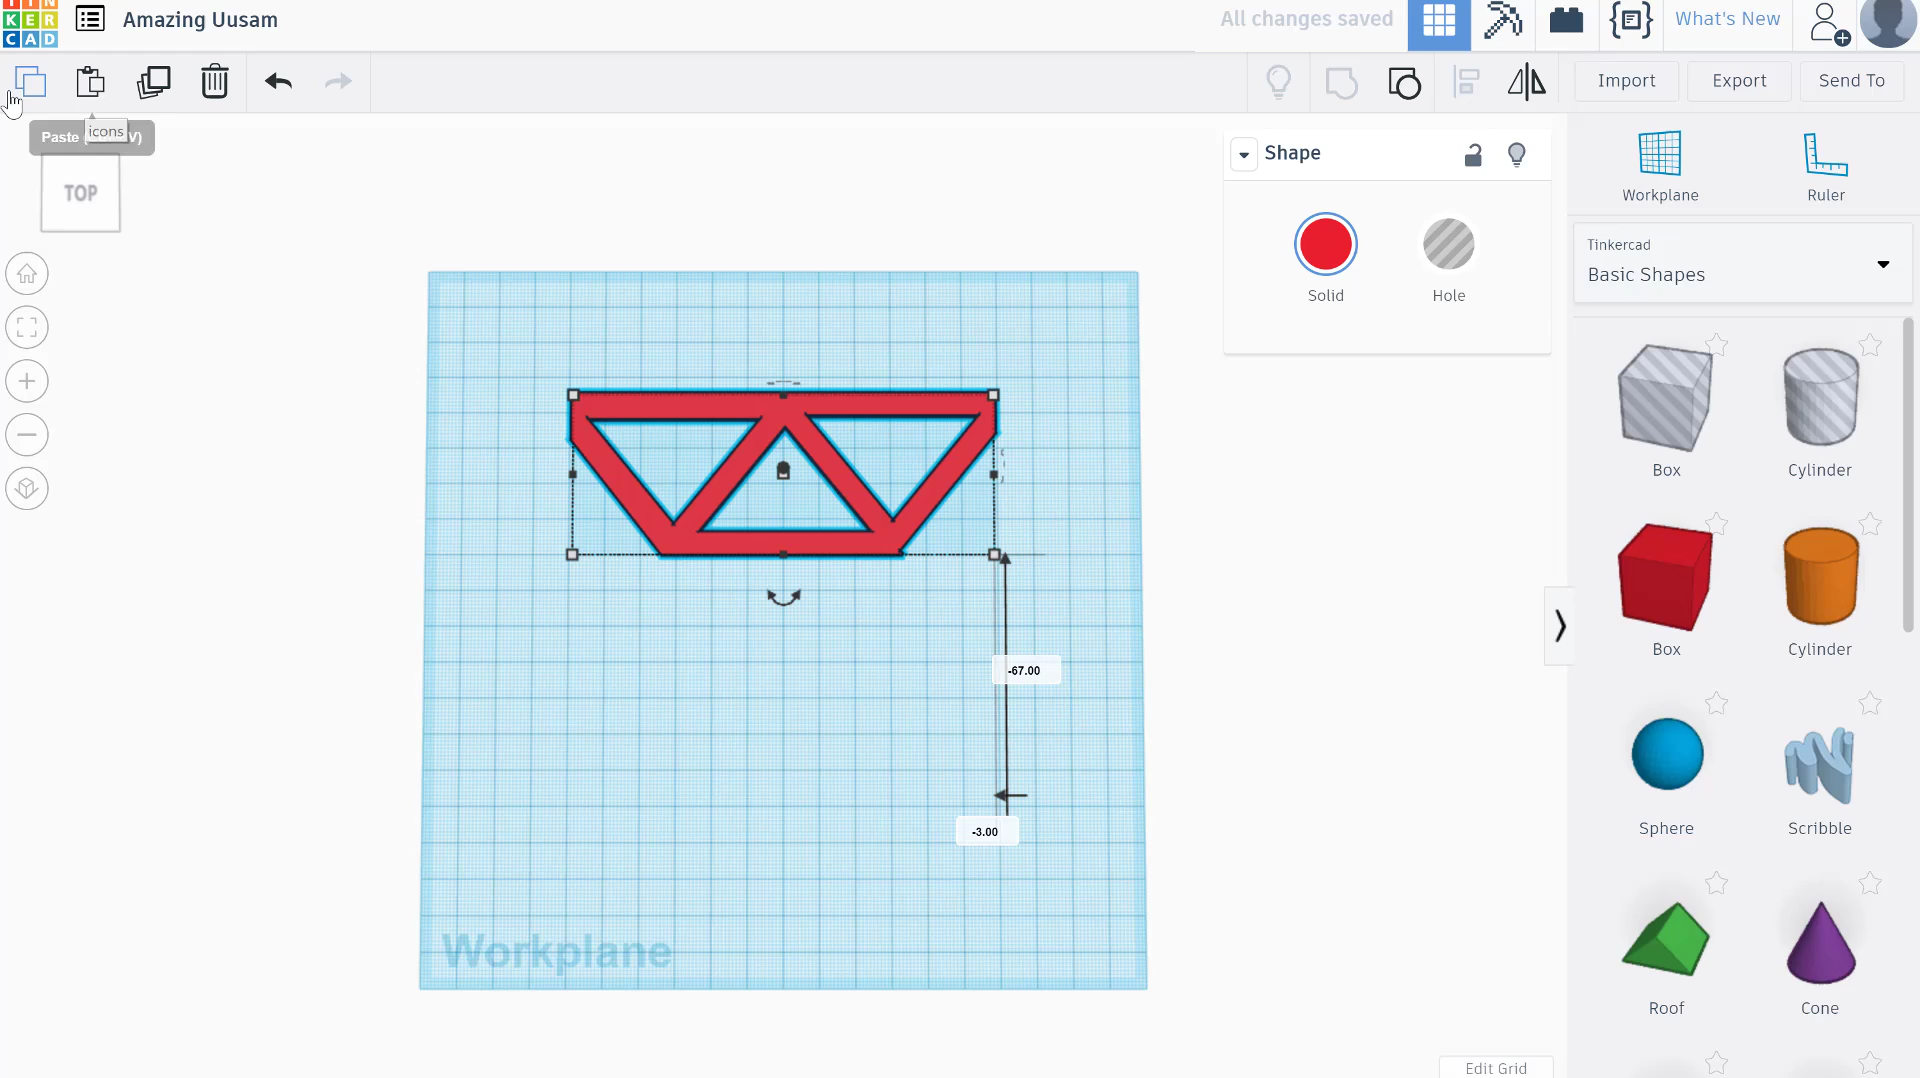 TIN
KER
CAD
Amazing Uusam
All changes saved
What's New
Import
Export
Send To
Paste (
V)
icons
TOP
Shape
Solid
Hole
Workplane
Ruler
Tinkercad
Basic Shapes
Box
Cylinder
Box
Cylinder
Sphere
Scribble
Roof
Cone
-67.00
-3.00
Workplane
Edit Grid